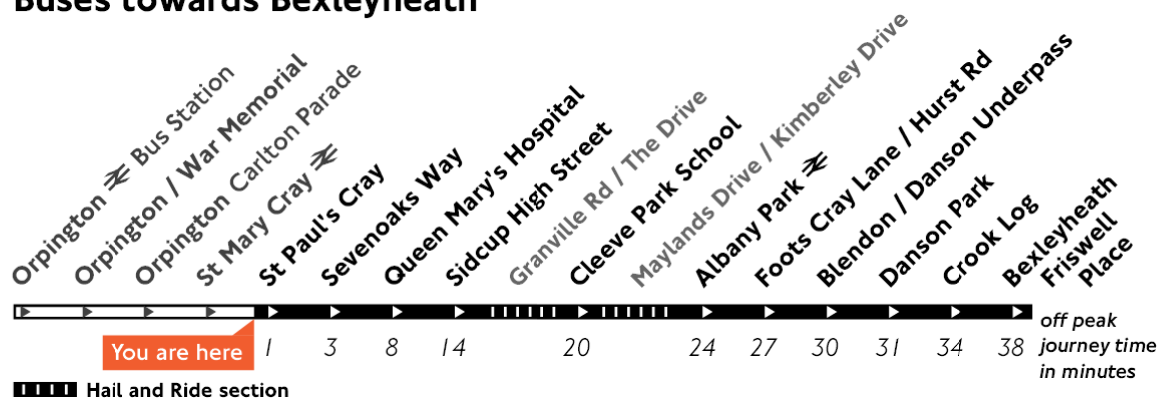 Buses towards Bexleyheath
Orpington Bus Station
Orpington / War Memorial
Orpington Carlton Parade
St Mary Cray
St Paul's Cray
Sevenoaks Way
Queen Mary's Hospital
Sidcup High Street
Granville Rd / The Drive
Cleeve Park School
Maylands Drive / Kimberley Drive
Albany Park
Foots Cray Lane / Hurst Rd
Blendon / Danson Underpass
Danson Park
Crook Log
Bexleyheath
Friswell
Place
You are here
1 3 8 14 20 24 27 30 31 34 38
off peak
journey time
in minutes
Hail and Ride section